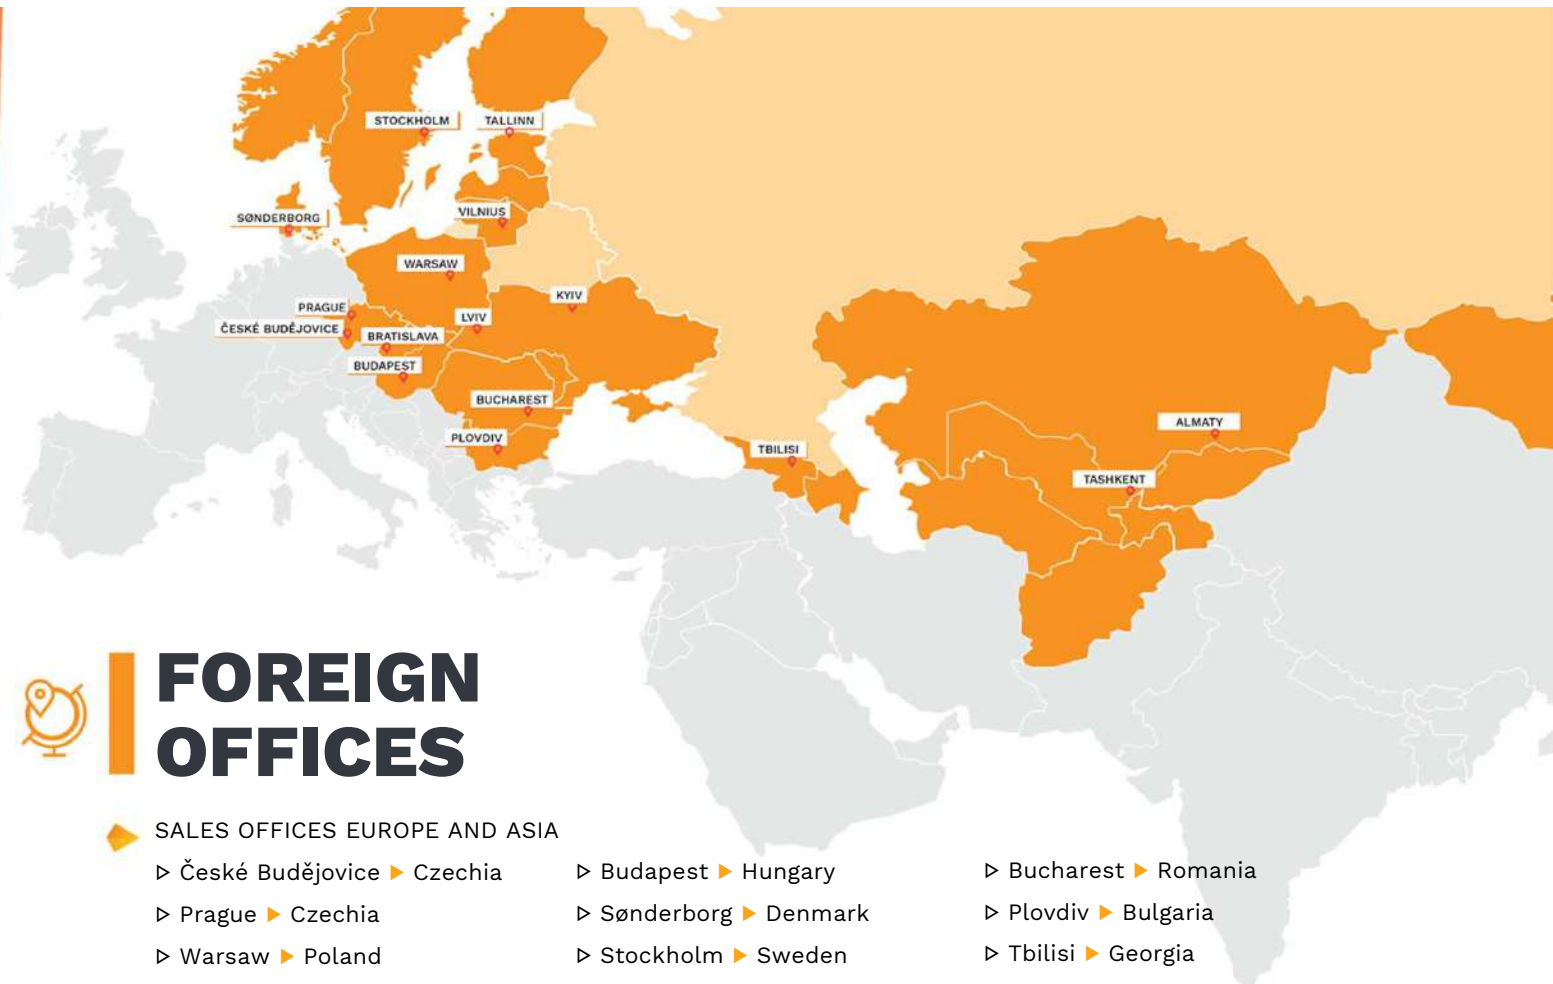 STOCKHOLM
TALLINN
SØNDERBORG
VILNIUS
WARSAW
KYIV
PRAGUE
LVIV
ČESKÉ BUDĚJOVICE
BRATISLAVA
BUDAPEST
BUCHAREST
PLOVDIV
TBILISI
ALMATY
TASHKENT
FOREIGN
OFFICES
SALES OFFICES EUROPE AND ASIA
České Budějovice ▶ Czechia
Prague ▶ Czechia
Warsaw ▶ Poland
Budapest ▶ Hungary
Sønderborg ▶ Denmark
Stockholm ▶ Sweden
Bucharest ▶ Romania
Plovdiv ▶ Bulgaria
Tbilisi ▶ Georgia